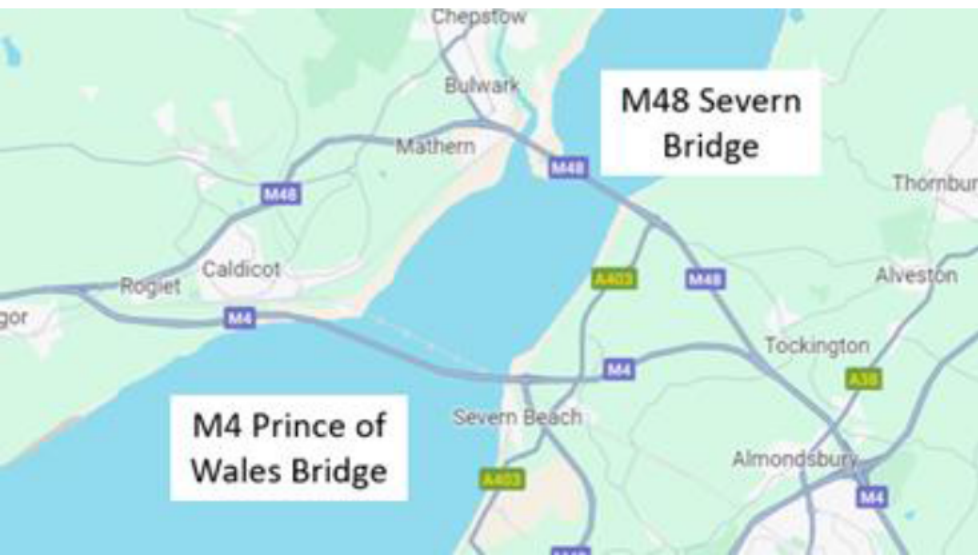 Chepstow
Bulwark
M48 Severn
Bridge
Mathern
M48
Thornbur
M48
Caldicot
Rogiet
A403
M48
Alveston
gor
M4
Tockington
M4
A38
Severn Beach
M4 Prince of
Wales Bridge
Almondsbury
A403
M4